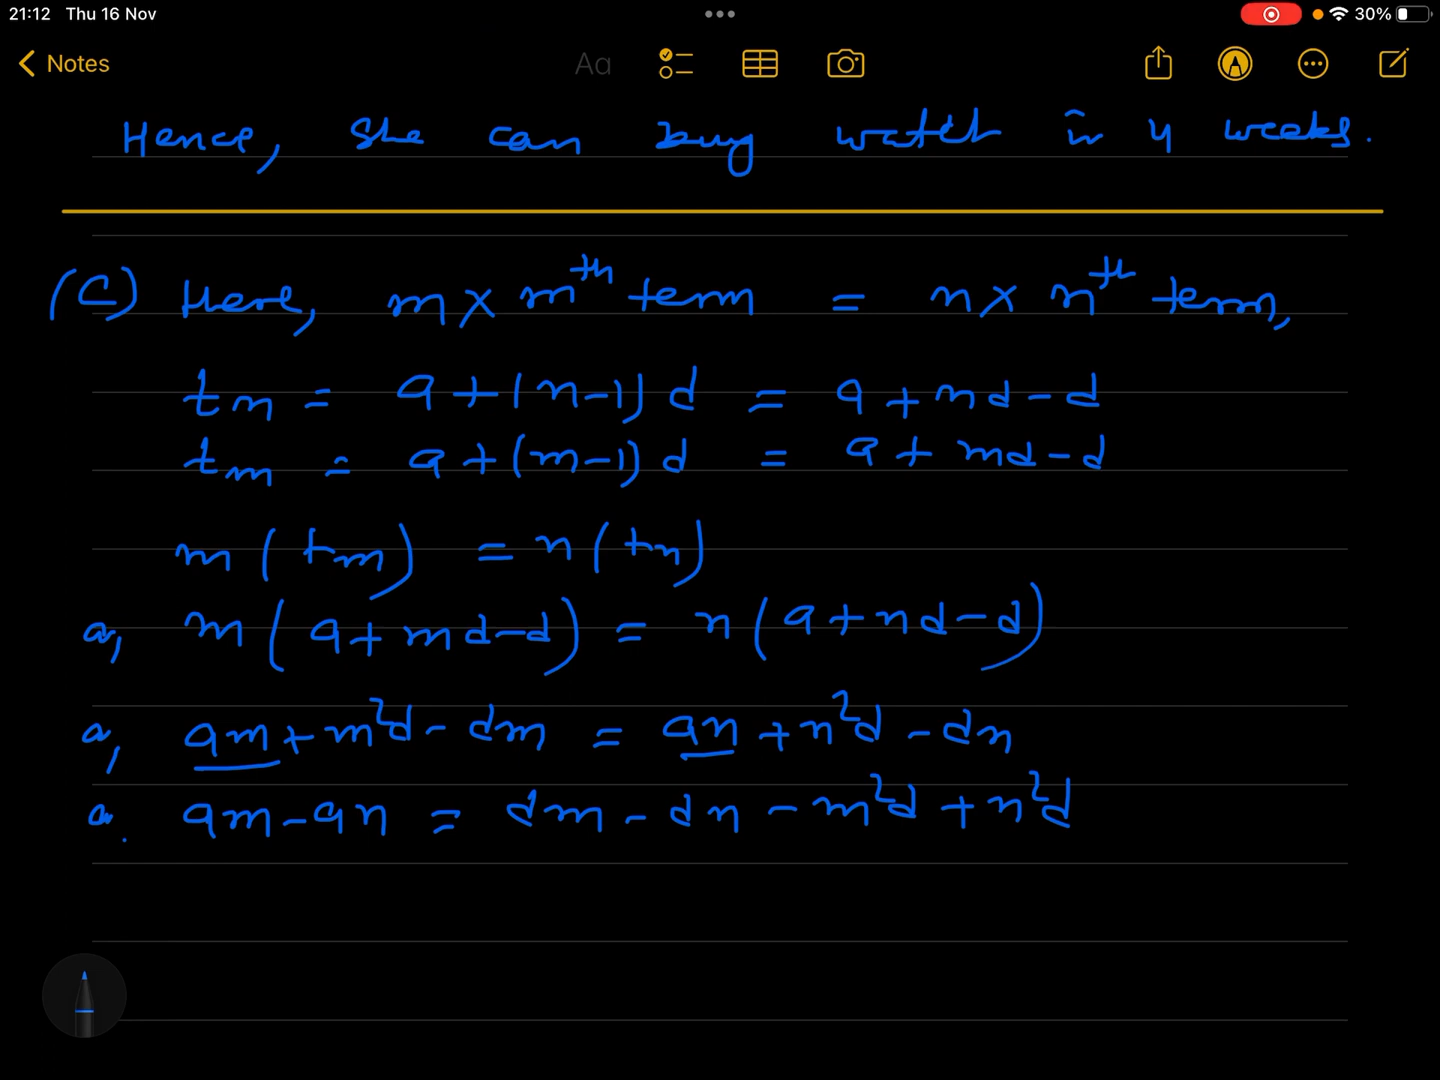 21:12 Thu 16 Nov 30%
Notes Aa
Hence, She can buy watch in 4 weeks.
(C) Here, m × mᵗʰ term = n × nᵗʰ term,
tn = a + (n-1) d = a + nd - d
tm = a + (m-1) d = a + md - d
m (tm) = n (tn)
or, m (a + md - d) = n (a + nd - d)
or, am + m²d - dm = an + n²d - dn
or. am - an = dm - dn - m²d + n²d